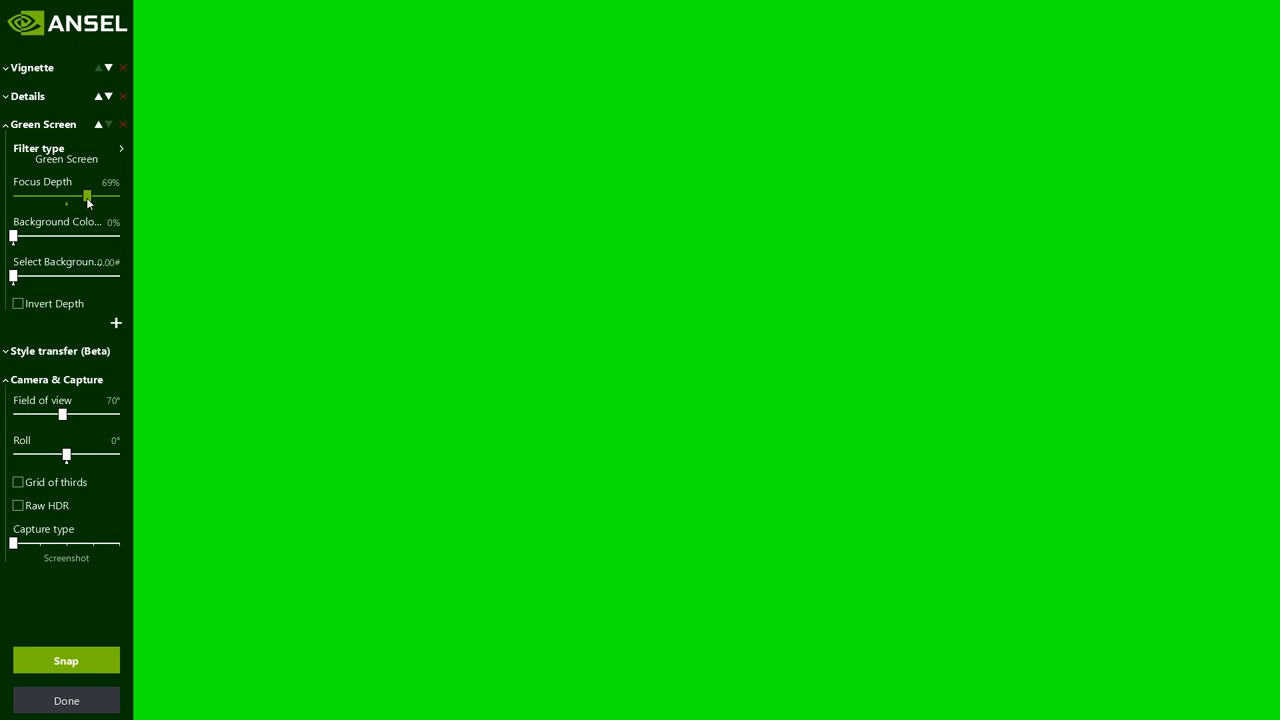 ANSEL
Vignette
Details
Green Screen
Filter type
Green Screen
Focus Depth 69%
Background Colo... 0%
Select Backgroun... 0.00#
Invert Depth
Style transfer (Beta)
Camera & Capture
Field of view 70°
Roll 0°
Grid of thirds
Raw HDR
Capture type
Screenshot
Snap
Done